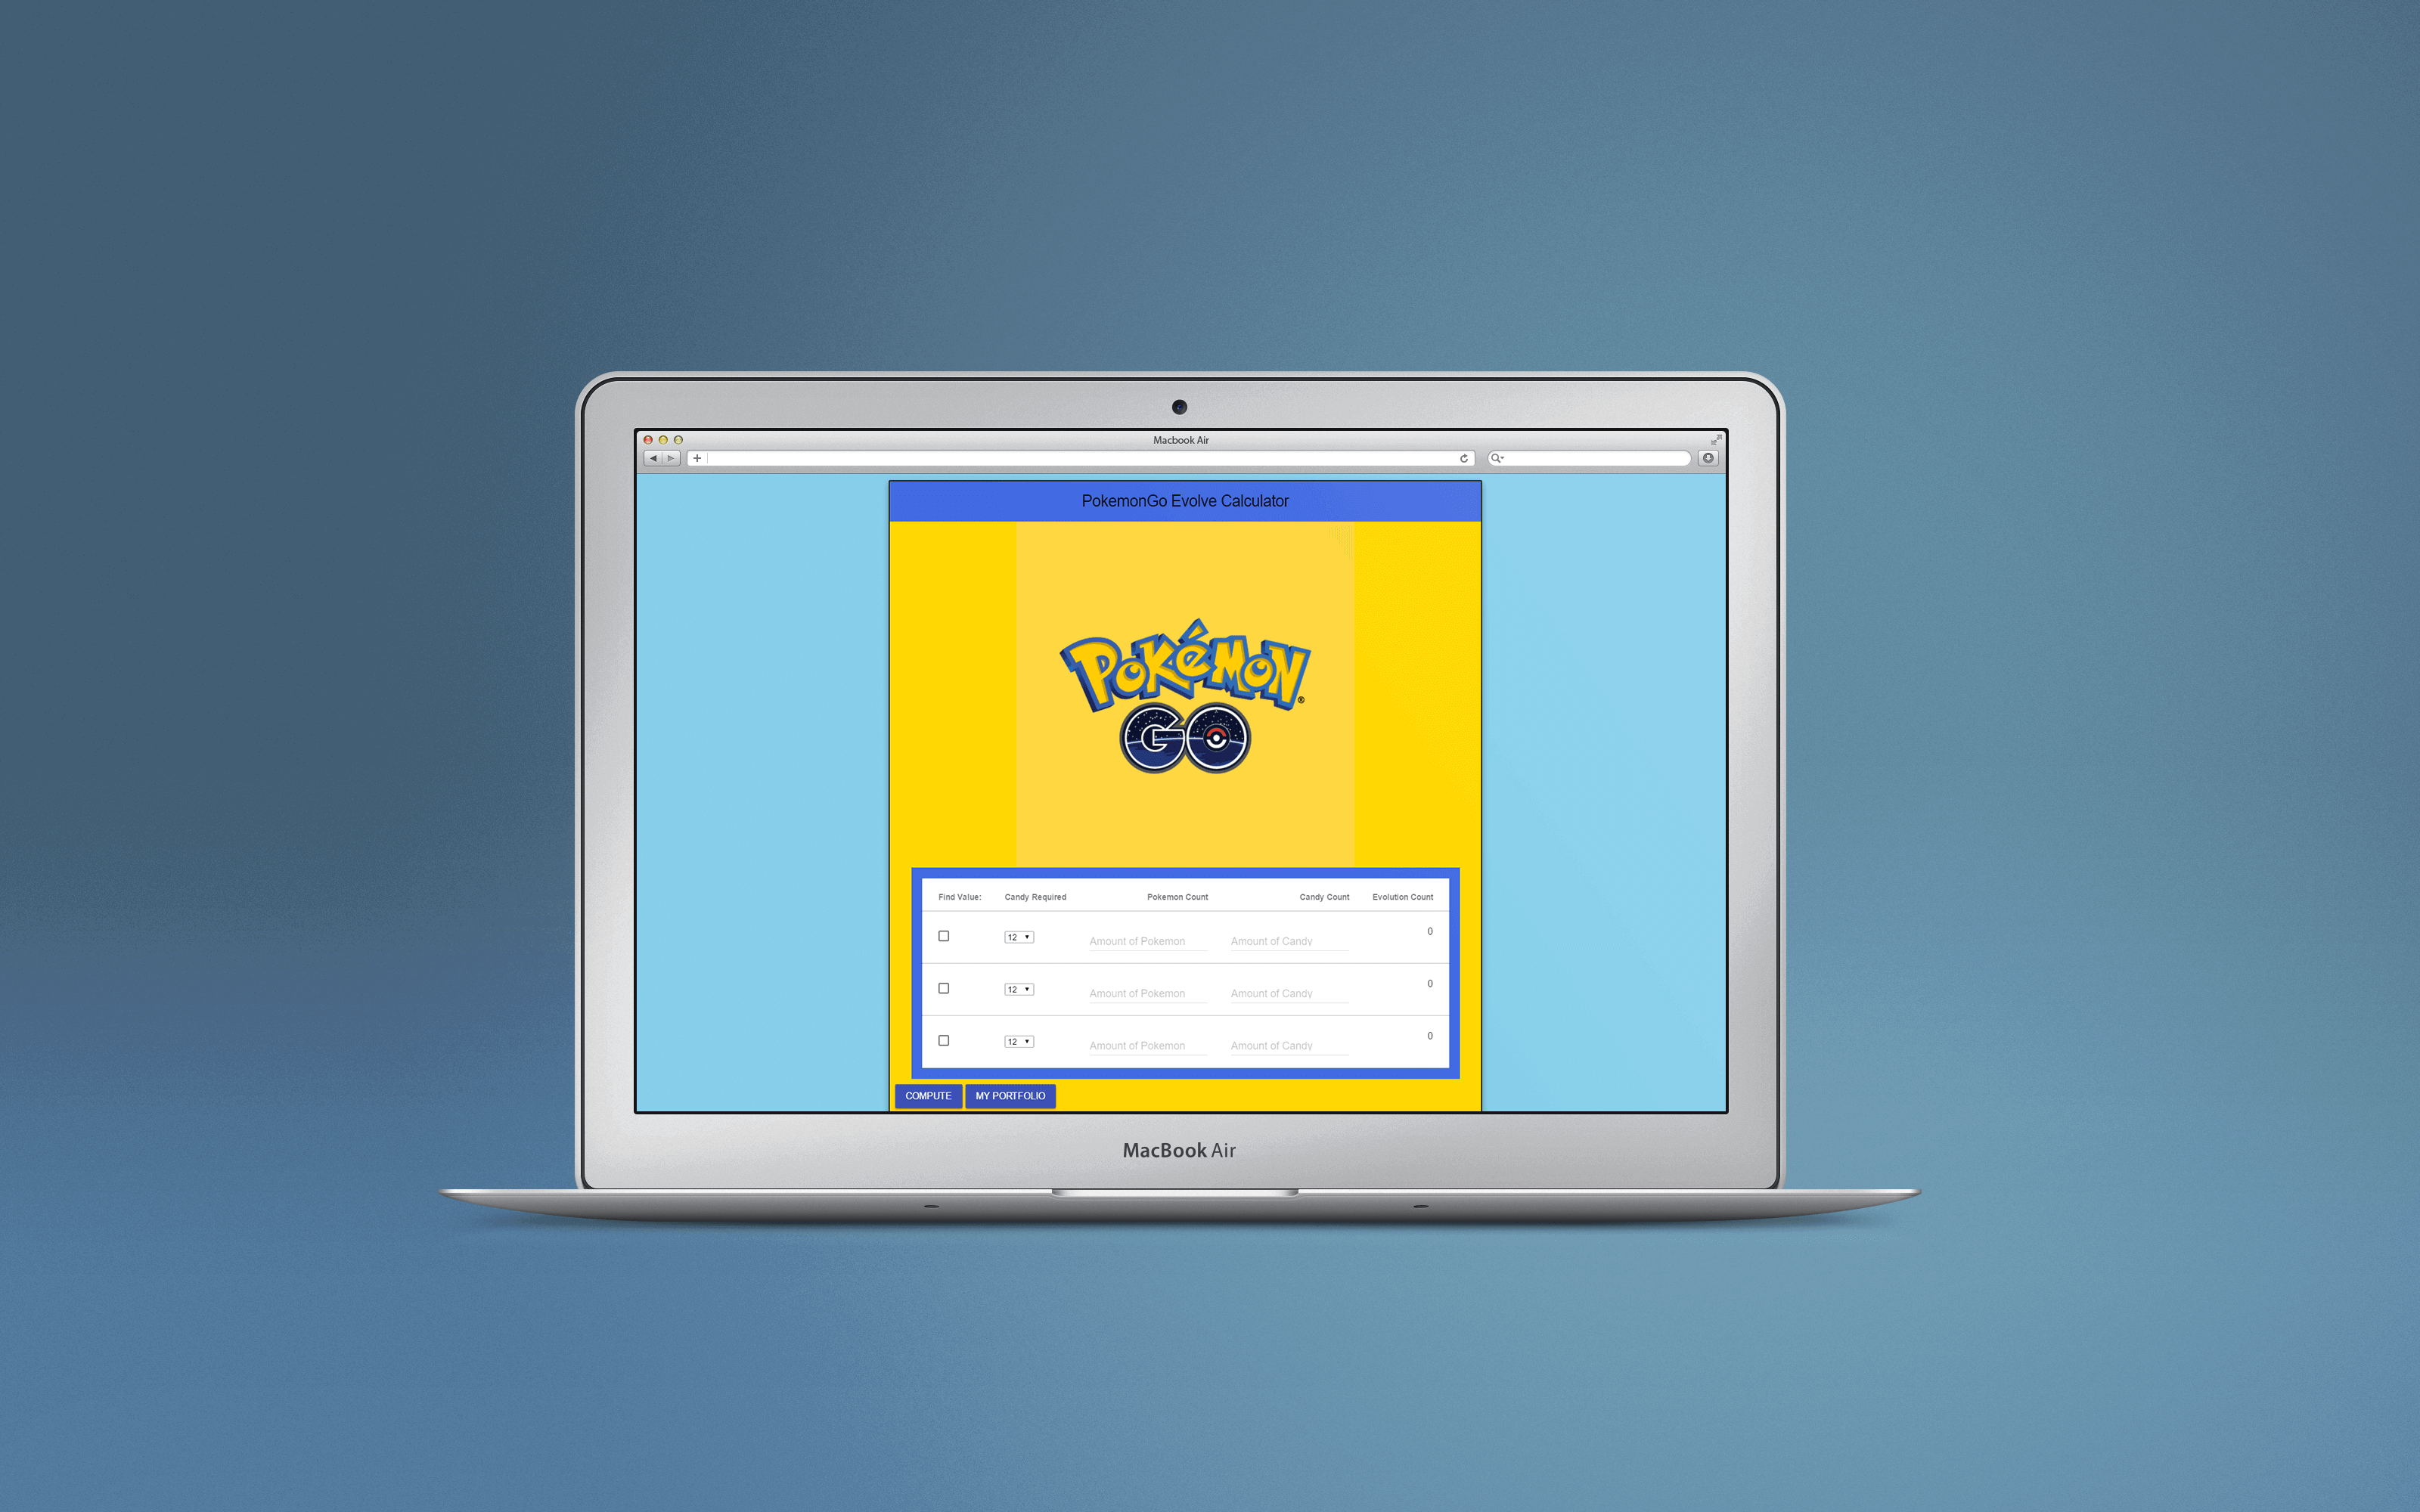 Macbook Air
PokemonGo Evolve Calculator
POKéMON
GO
Find Value: Candy Required Pokemon Count Candy Count Evolution Count
12 Amount of Pokemon Amount of Candy 0
12 Amount of Pokemon Amount of Candy 0
12 Amount of Pokemon Amount of Candy 0
COMPUTE MY PORTFOLIO
MacBook Air